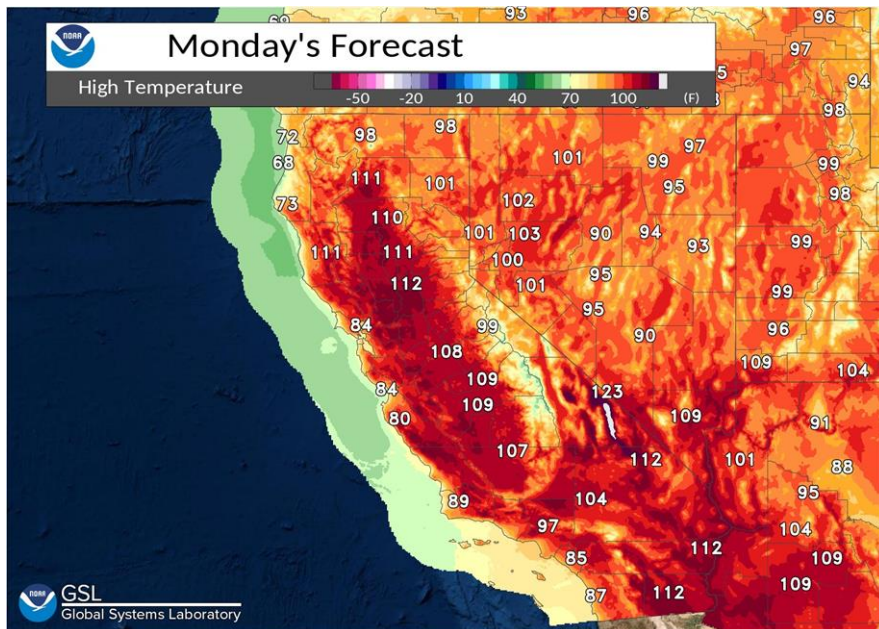 68 93 96 96
NOAA
Monday's Forecast
97
High Temperature
-50 -20 10 40 70 100 (F)
94
98
72 98 98
97
68 101 99 99
111 101 95 98
102
73 110
101 103 90 94 99
111 111 93
100
112 101 95
99
95
84 99 90 96
108 109 104
109
84 123
109 109
80 91
107 112 101 88
95
89 104
97 104
112
85 109
109
87 112
NOAA
GSL
Global Systems Laboratory